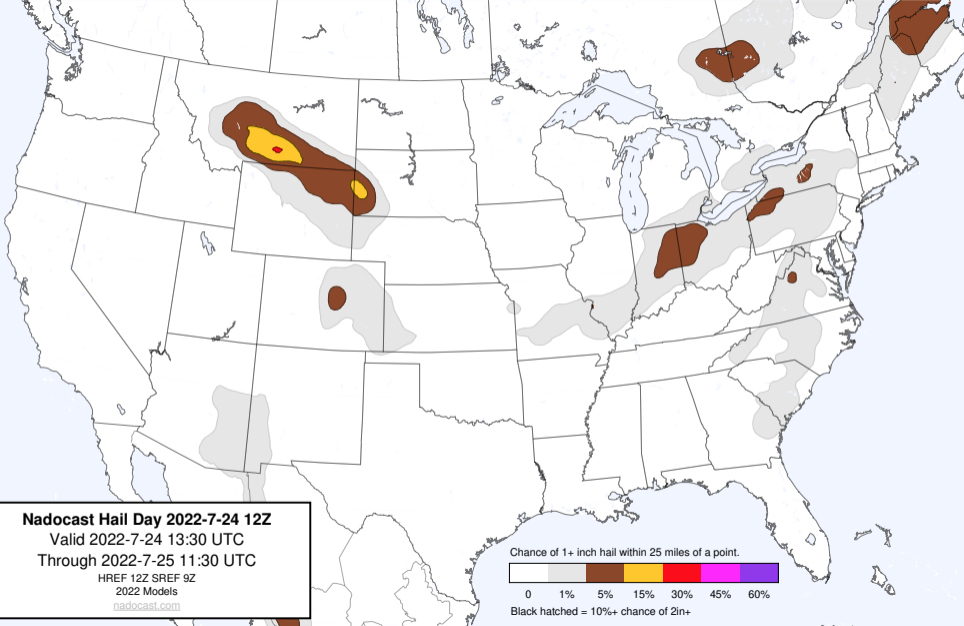 Nadocast Hail Day 2022-7-24 12Z
Valid 2022-7-24 13:30 UTC
Through 2022-7-25 11:30 UTC
HREF 12Z SREF 9Z
2022 Models
nadocast.com
Chance of 1+ inch hail within 25 miles of a point.
0 1% 5% 15% 30% 45% 60%
Black hatched = 10%+ chance of 2in+